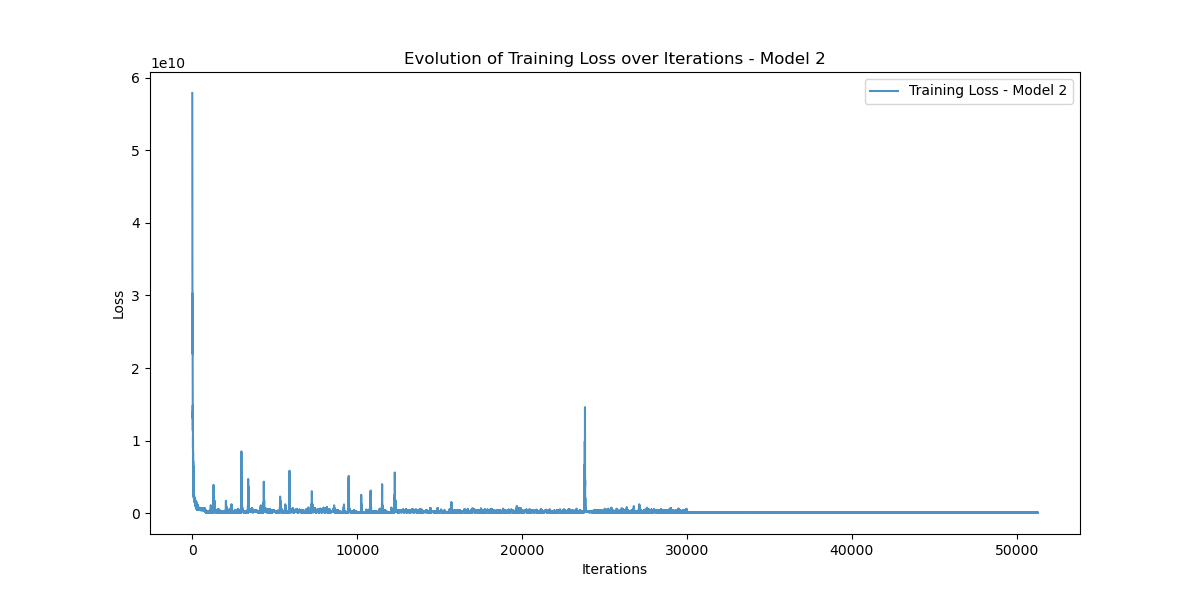 Evolution of Training Loss over Iterations - Model 2
1e10
Training Loss - Model 2
6
5
4
3
2
1
0
Loss
0 10000 20000 30000 40000 50000
Iterations